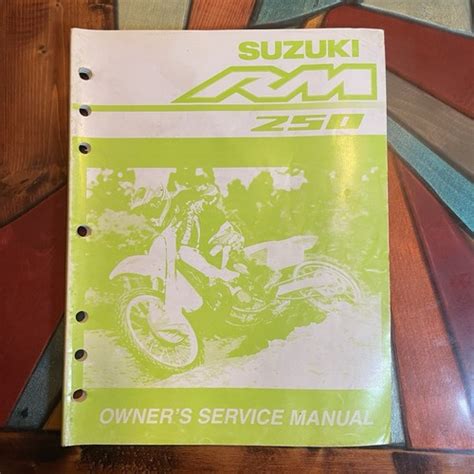 SUZUKI
RM
250
OWNER'S SERVICE MANUAL